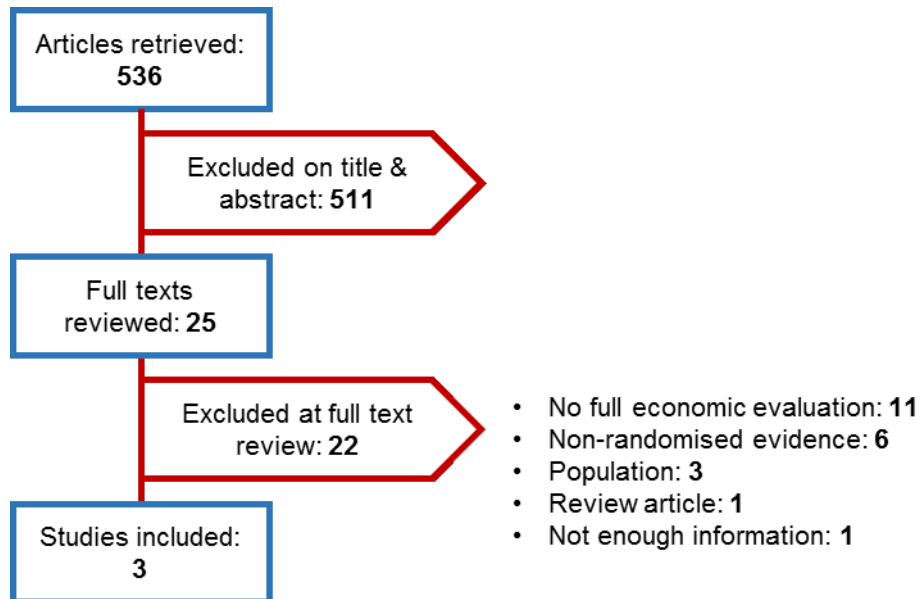 Articles retrieved:
536
Excluded on title &
abstract: 511
Full texts
reviewed: 25
Excluded at full text
review: 22
• No full economic evaluation: 11
• Non-randomised evidence: 6
• Population: 3
• Review article: 1
• Not enough information: 1
Studies included:
3